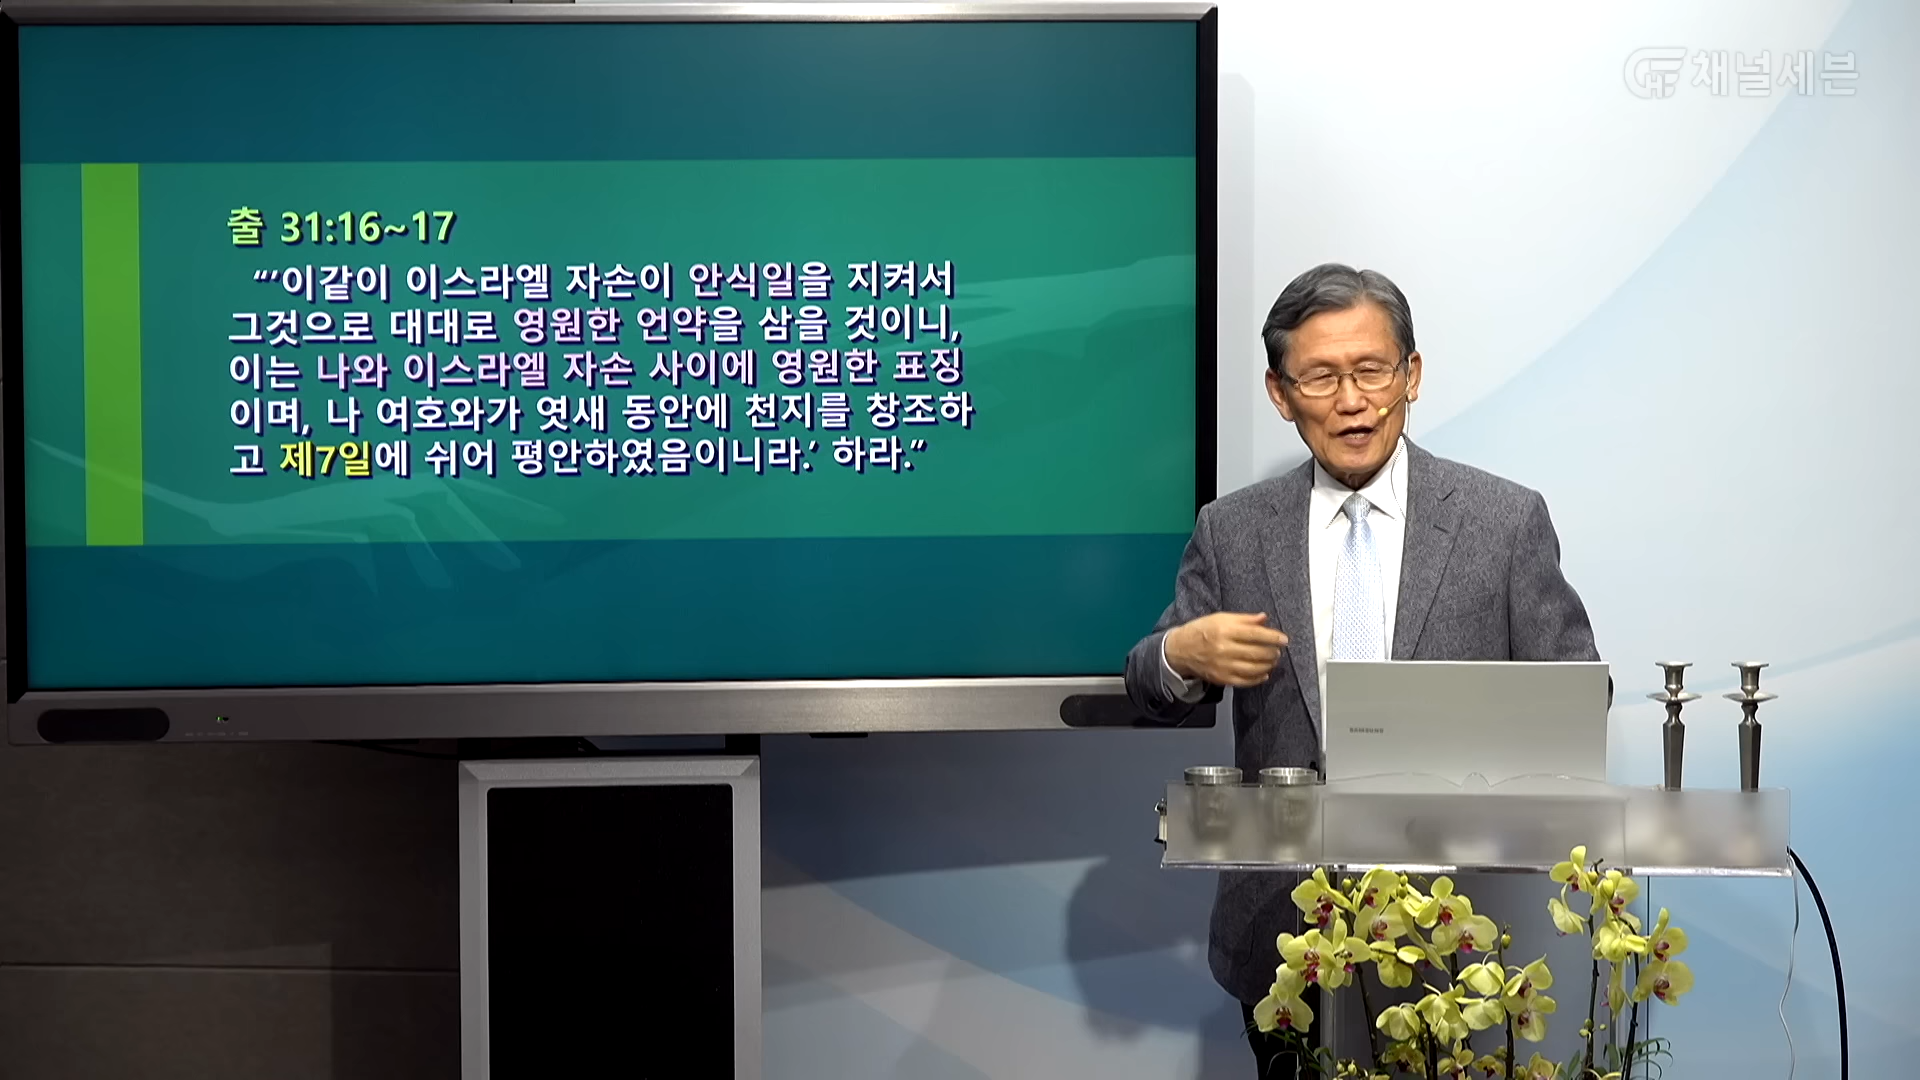 채널세븐
출 31:16~17
“‘이같이 이스라엘 자손이 안식일을 지켜서
그것으로 대대로 영원한 언약을 삼을 것이니,
이는 나와 이스라엘 자손 사이에 영원한 표징
이며, 나 여호와가 엿새 동안에 천지를 창조하
고 제7일에 쉬어 평안하였음이니라.’ 하라.”
SAMSUNG